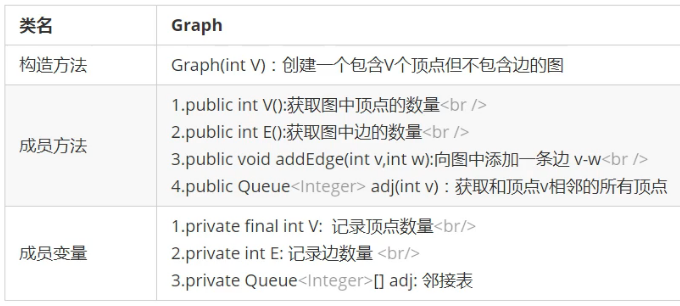 类名 Graph
构造方法 Graph(int V)：创建一个包含V个顶点但不包含边的图
成员方法
1.public int V():获取图中顶点的数量<br />
2.public int E():获取图中边的数量<br />
3.public void addEdge(int v,int w):向图中添加一条边 v-w<br />
4.public Queue<Integer> adj(int v)：获取和顶点v相邻的所有顶点
成员变量
1.private final int V: 记录顶点数量<br/>
2.private int E: 记录边数量 <br/>
3.private Queue<Integer>[] adj: 邻接表